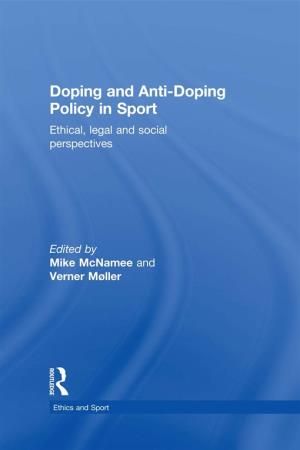 Doping and Anti-Doping
Policy in Sport
Ethical, legal and social
perspectives
Edited by
Mike McNamee and
Verner Møller
ROUTLEDGE
Ethics and Sport